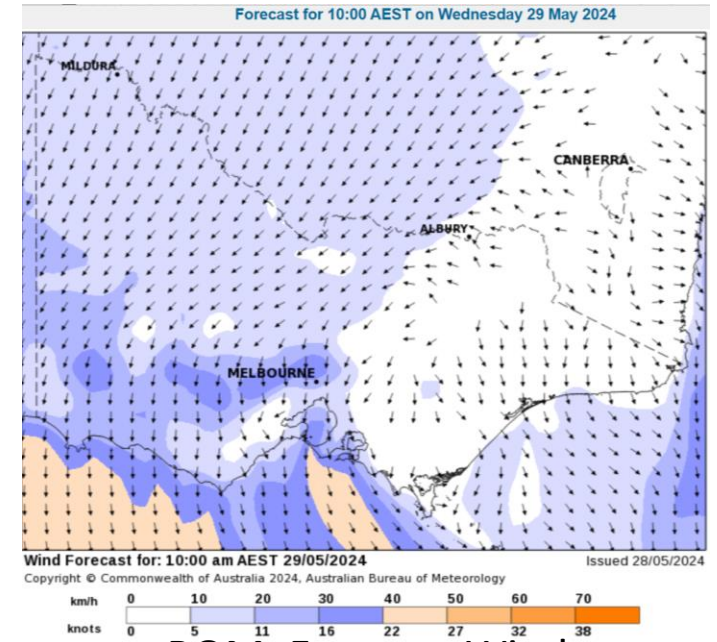 Forecast for 10:00 AEST on Wednesday 29 May 2024
MILDURA
CANBERRA
ALBURY
MELBOURNE
Wind Forecast for: 10:00 am AEST 29/05/2024 Issued 28/05/2024
Copyright © Commonwealth of Australia 2024, Australian Bureau of Meteorology
km/h 0 10 20 30 40 50 60 70
knots 0 5 11 16 22 27 32 38